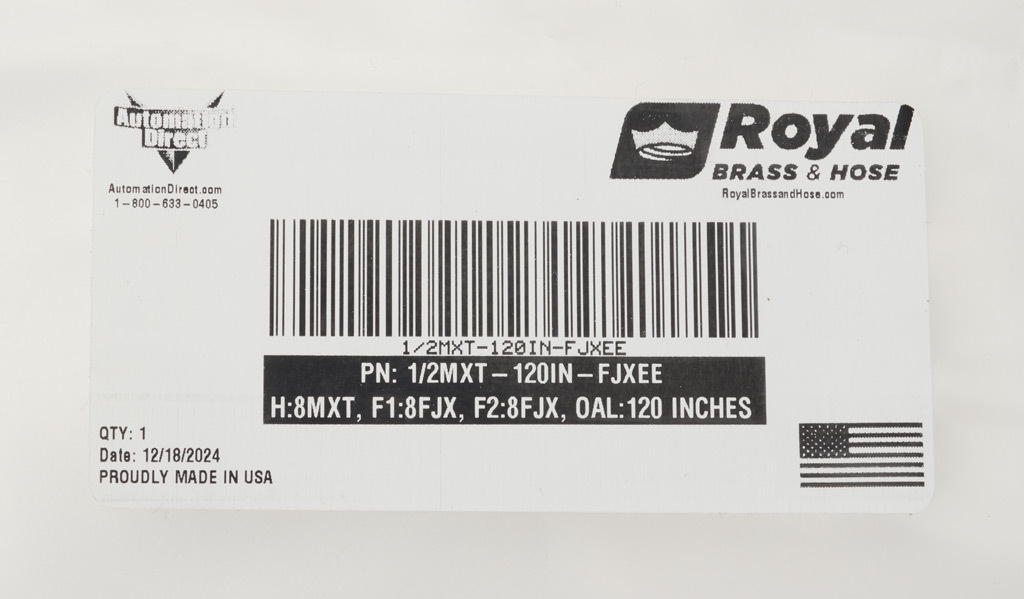 Automation
Direct
AutomationDirect.com
1-800-633-0405
Royal
BRASS & HOSE
RoyalBrassandHose.com
1/2MXT-120IN-FJXEE
PN: 1/2MXT-120IN-FJXEE
H:8MXT, F1:8FJX, F2:8FJX, OAL:120 INCHES
QTY: 1
Date: 12/18/2024
PROUDLY MADE IN USA